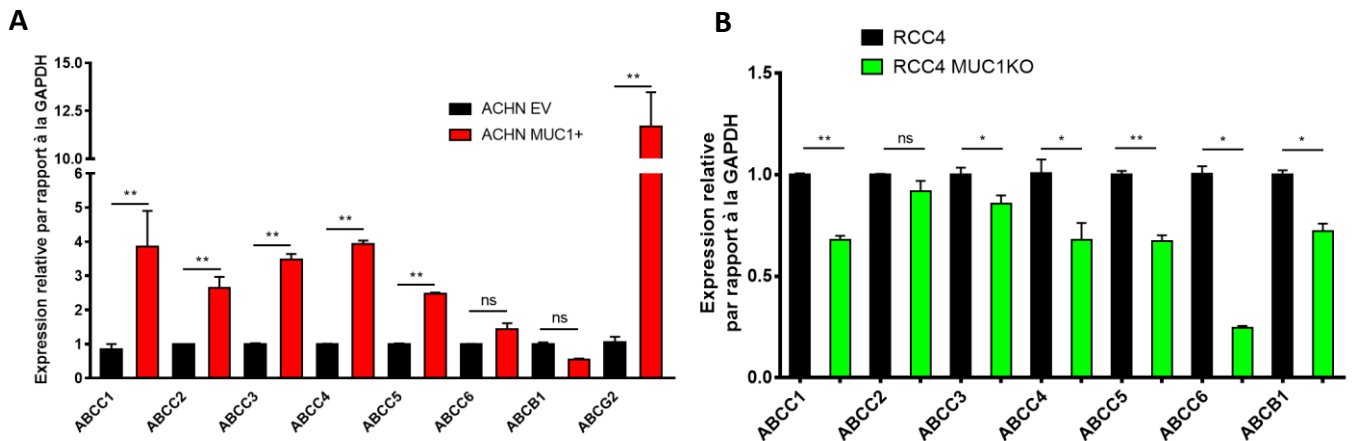 A
Expression relative par rapport à la GAPDH
15.0
12.5
10.0
6
5
4
3
2
1
0
ACHN EV
ACHN MUC1+
**
**
**
**
**
ns
ns
**
ABCC1
ABCC2
ABCC3
ABCC4
ABCC5
ABCC6
ABCB1
ABCG2
B
RCC4
RCC4 MUC1KO
Expression relative
par rapport à la GAPDH
1.5
1.0
0.5
0.0
**
ns
*
*
**
*
*
ABCC1
ABCC2
ABCC3
ABCC4
ABCC5
ABCC6
ABCB1